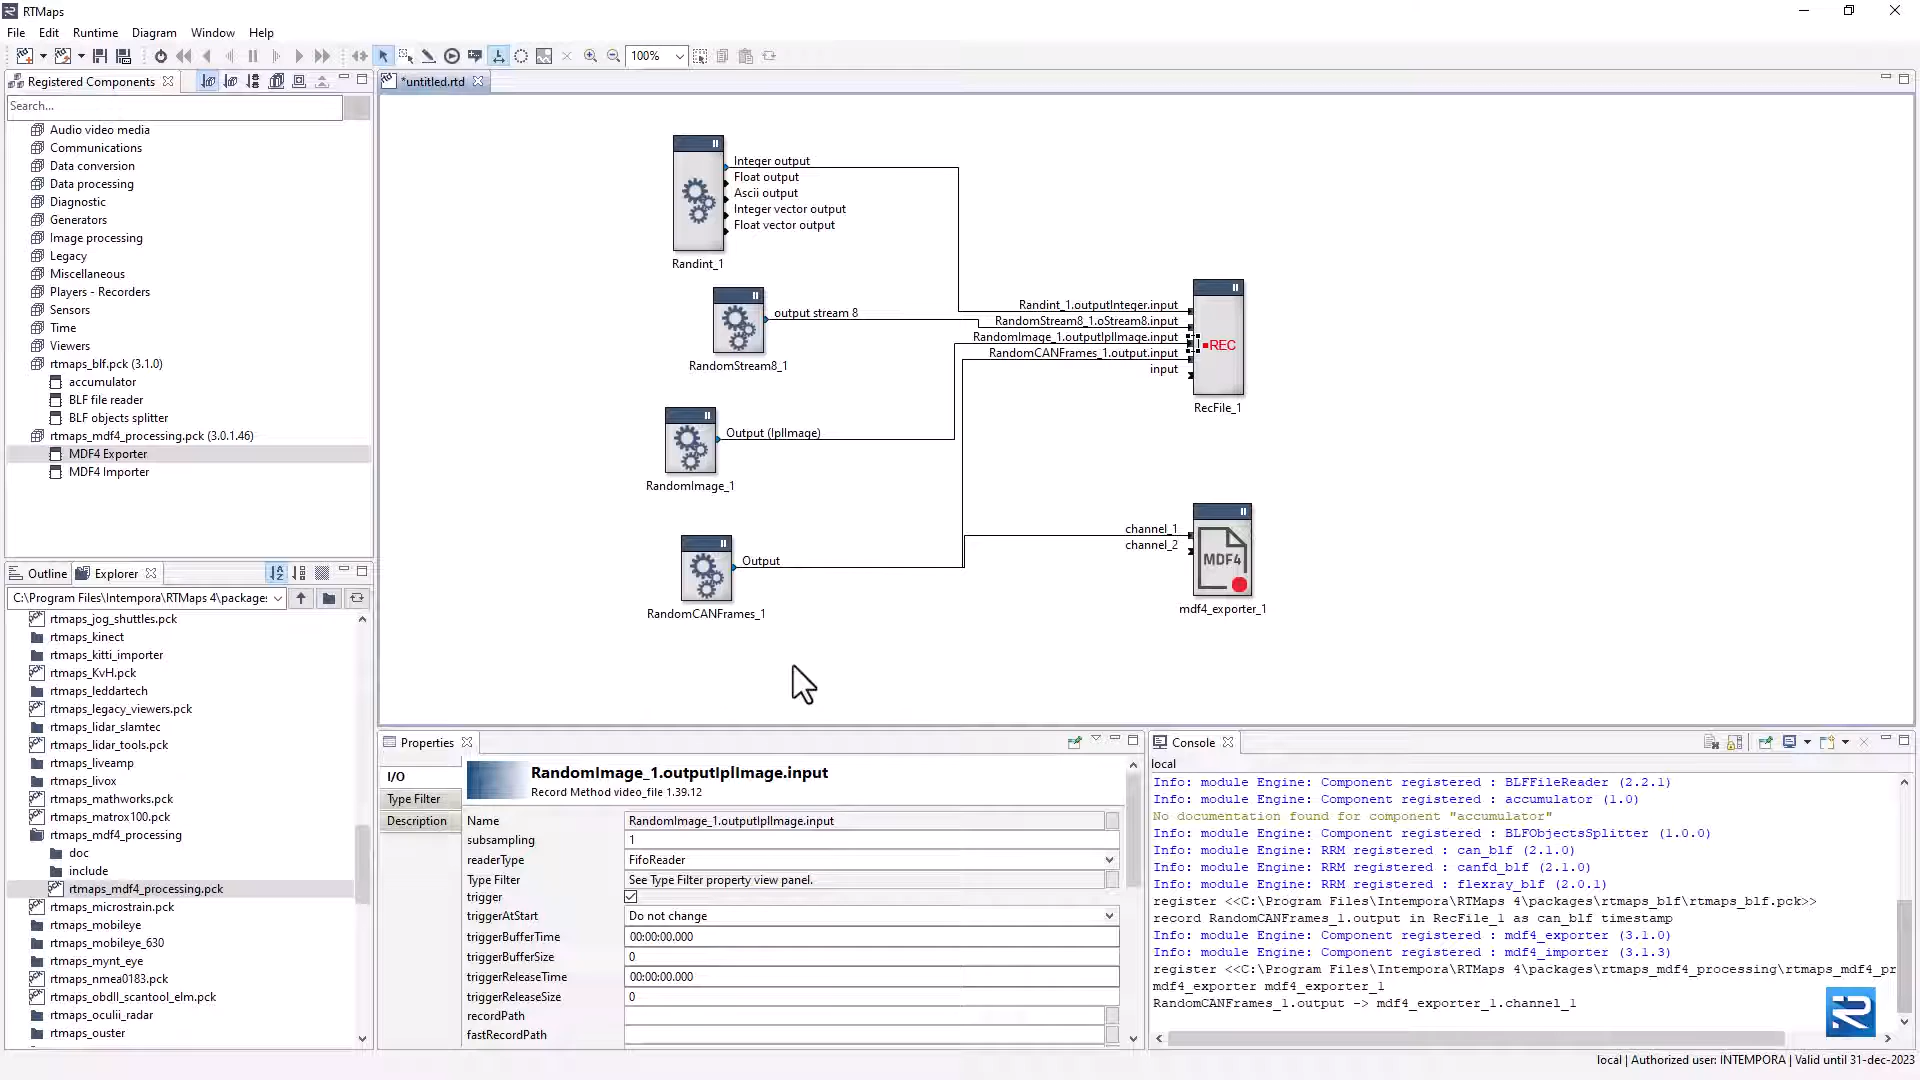 RTMaps
File Edit Runtime Diagram Window Help
100%
Registered Components
*untitled.rtd
Search...
Audio video media
Communications
Data conversion
Data processing
Diagnostic
Generators
Image processing
Legacy
Miscellaneous
Players - Recorders
Sensors
Time
Viewers
rtmaps_blf.pck (3.1.0)
accumulator
BLF file reader
BLF objects splitter
rtmaps_mdf4_processing.pck (3.0.1.46)
MDF4 Exporter
MDF4 Importer
Integer output
Float output
Ascii output
Integer vector output
Float vector output
Randint_1
output stream 8
RandomStream8_1
Output (IplImage)
RandomImage_1
Output
RandomCANFrames_1
Randint_1.outputInteger.input
RandomStream8_1.oStream8.input
RandomImage_1.outputIplImage.input
RandomCANFrames_1.output.input
input
REC
RecFile_1
channel_1
channel_2
MDF4
mdf4_exporter_1
Outline Explorer
C:\Program Files\Intempora\RTMaps 4\package:
rtmaps_jog_shuttles.pck
rtmaps_kinect
rtmaps_kitti_importer
rtmaps_KvH.pck
rtmaps_leddartech
rtmaps_legacy_viewers.pck
rtmaps_lidar_slamtec
rtmaps_lidar_tools.pck
rtmaps_liveamp
rtmaps_livox
rtmaps_mathworks.pck
rtmaps_matrox100.pck
rtmaps_mdf4_processing
doc
include
rtmaps_mdf4_processing.pck
rtmaps_microstrain.pck
rtmaps_mobileye
rtmaps_mobileye_630
rtmaps_mynt_eye
rtmaps_nmea0183.pck
rtmaps_obdII_scantool_elm.pck
rtmaps_oculii_radar
rtmaps_ouster
Properties
I/O
Type Filter
Description
RandomImage_1.outputIplImage.input
Record Method video_file 1.39.12
Name RandomImage_1.outputIplImage.input
subsampling 1
readerType FifoReader
Type Filter See Type Filter property view panel.
trigger
triggerAtStart Do not change
triggerBufferTime 00:00:00.000
triggerBufferSize 0
triggerReleaseTime 00:00:00.000
triggerReleaseSize 0
recordPath
fastRecordPath
Console
local
Info: module Engine: Component registered : BLFFileReader (2.2.1)
Info: module Engine: Component registered : accumulator (1.0)
No documentation found for component "accumulator"
Info: module Engine: Component registered : BLFObjectsSplitter (1.0.0)
Info: module Engine: RRM registered : can_blf (2.1.0)
Info: module Engine: RRM registered : canfd_blf (2.1.0)
Info: module Engine: RRM registered : flexray_blf (2.0.1)
register <<C:\Program Files\Intempora\RTMaps 4\packages\rtmaps_blf\rtmaps_blf.pck>>
record RandomCANFrames_1.output in RecFile_1 as can_blf timestamp
Info: module Engine: Component registered : mdf4_exporter (3.1.0)
Info: module Engine: Component registered : mdf4_importer (3.1.3)
register <<C:\Program Files\Intempora\RTMaps 4\packages\rtmaps_mdf4_processing\rtmaps_mdf4_pr
mdf4_exporter mdf4_exporter_1
RandomCANFrames_1.output -> mdf4_exporter_1.channel_1
local | Authorized user: INTEMPORA | Valid until 31-dec-2023